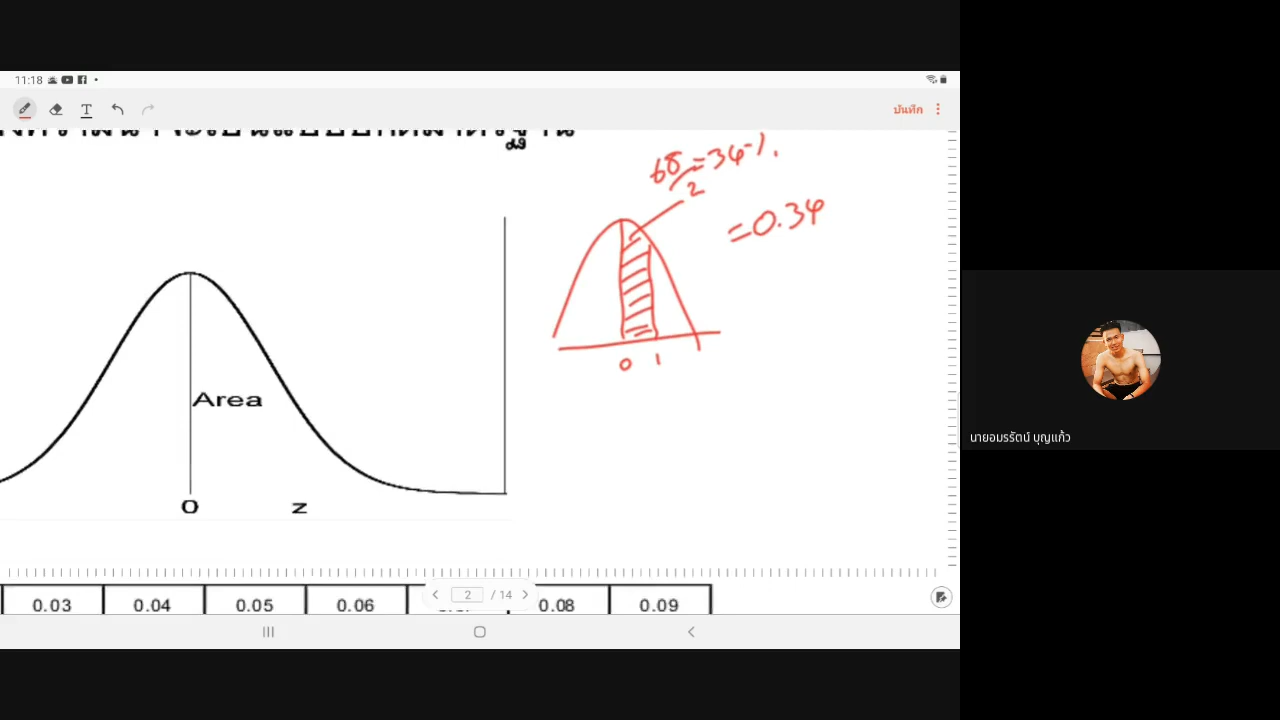 11:18
T
บันทึก
68/2 = 34%.
= 0.34
0 1
Area
0 z
2 / 14
0.03 0.04 0.05 0.06 0.08 0.09
นายอมรรัตน์ บุญแก้ว